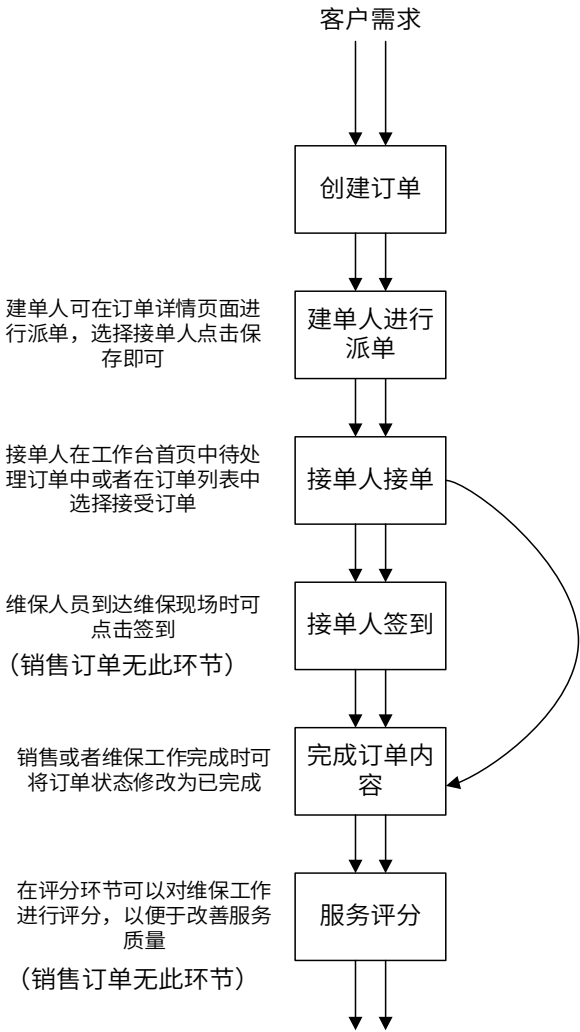 客户需求
创建订单
建单人可在订单详情页面进
行派单，选择接单人点击保
存即可
建单人进行
派单
接单人在工作台首页中待处
理订单中或者在订单列表中
选择接受订单
接单人接单
维保人员到达维保现场时可
点击签到
（销售订单无此环节）
接单人签到
销售或者维保工作完成时可
将订单状态修改为已完成
完成订单内
容
在评分环节可以对维保工作
进行评分，以便于改善服务
质量
（销售订单无此环节）
服务评分